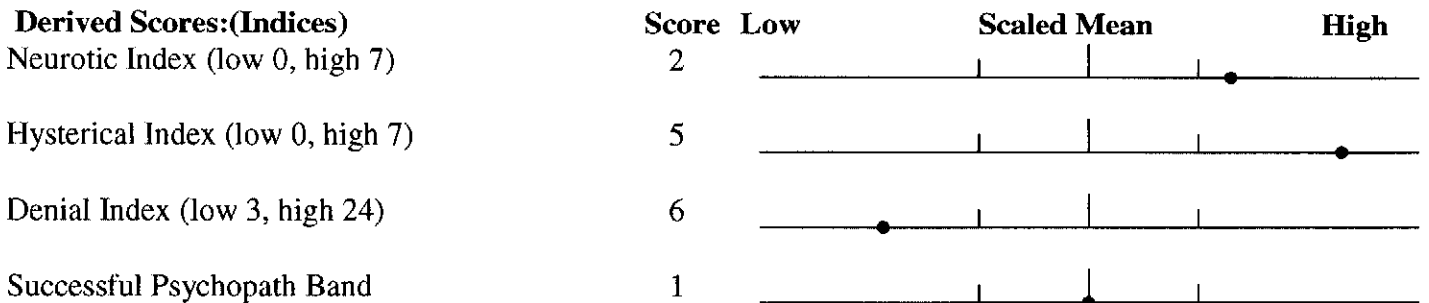 Derived Scores:(Indices) Score Low Scaled Mean High
Neurotic Index (low 0, high 7) 2
Hysterical Index (low 0, high 7) 5
Denial Index (low 3, high 24) 6
Successful Psychopath Band 1